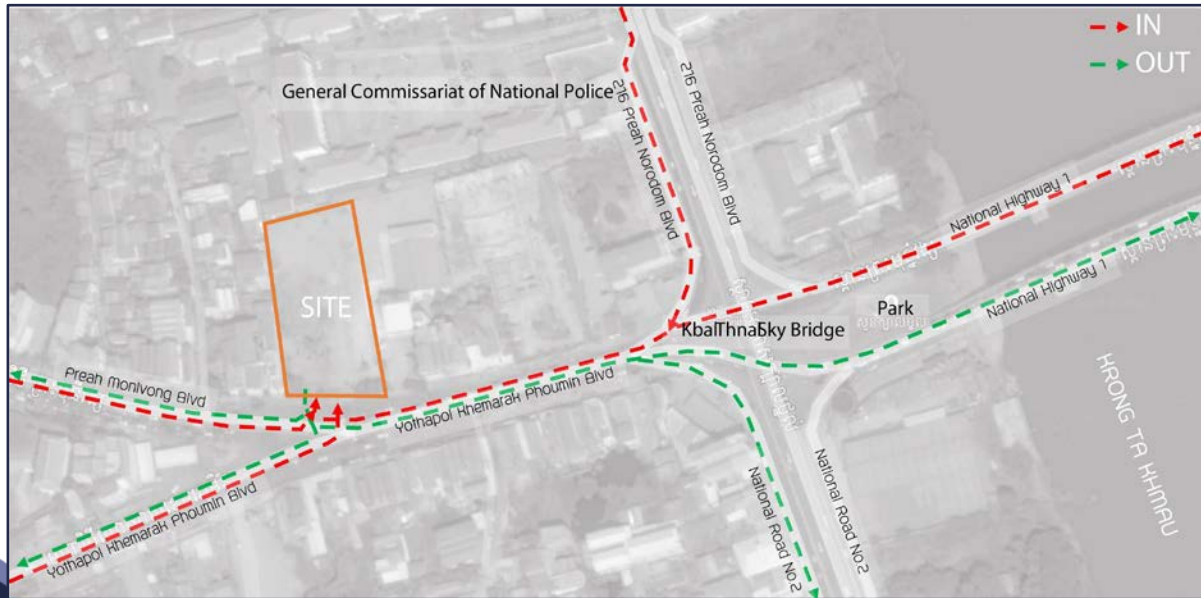 IN
OUT
General Commissariat of National Police
216 Preah Norodom Blvd
216 Preah Norodom Blvd
National Highway 1
National Highway 1
Park
KbalThnalSky Bridge
SITE
Preah Monivong Blvd
Yothapol Khemarak Phoumin Blvd
Yothapol Khemarak Phoumin Blvd
National Road No.2
National Road No.2
KRONG TA KHMAU